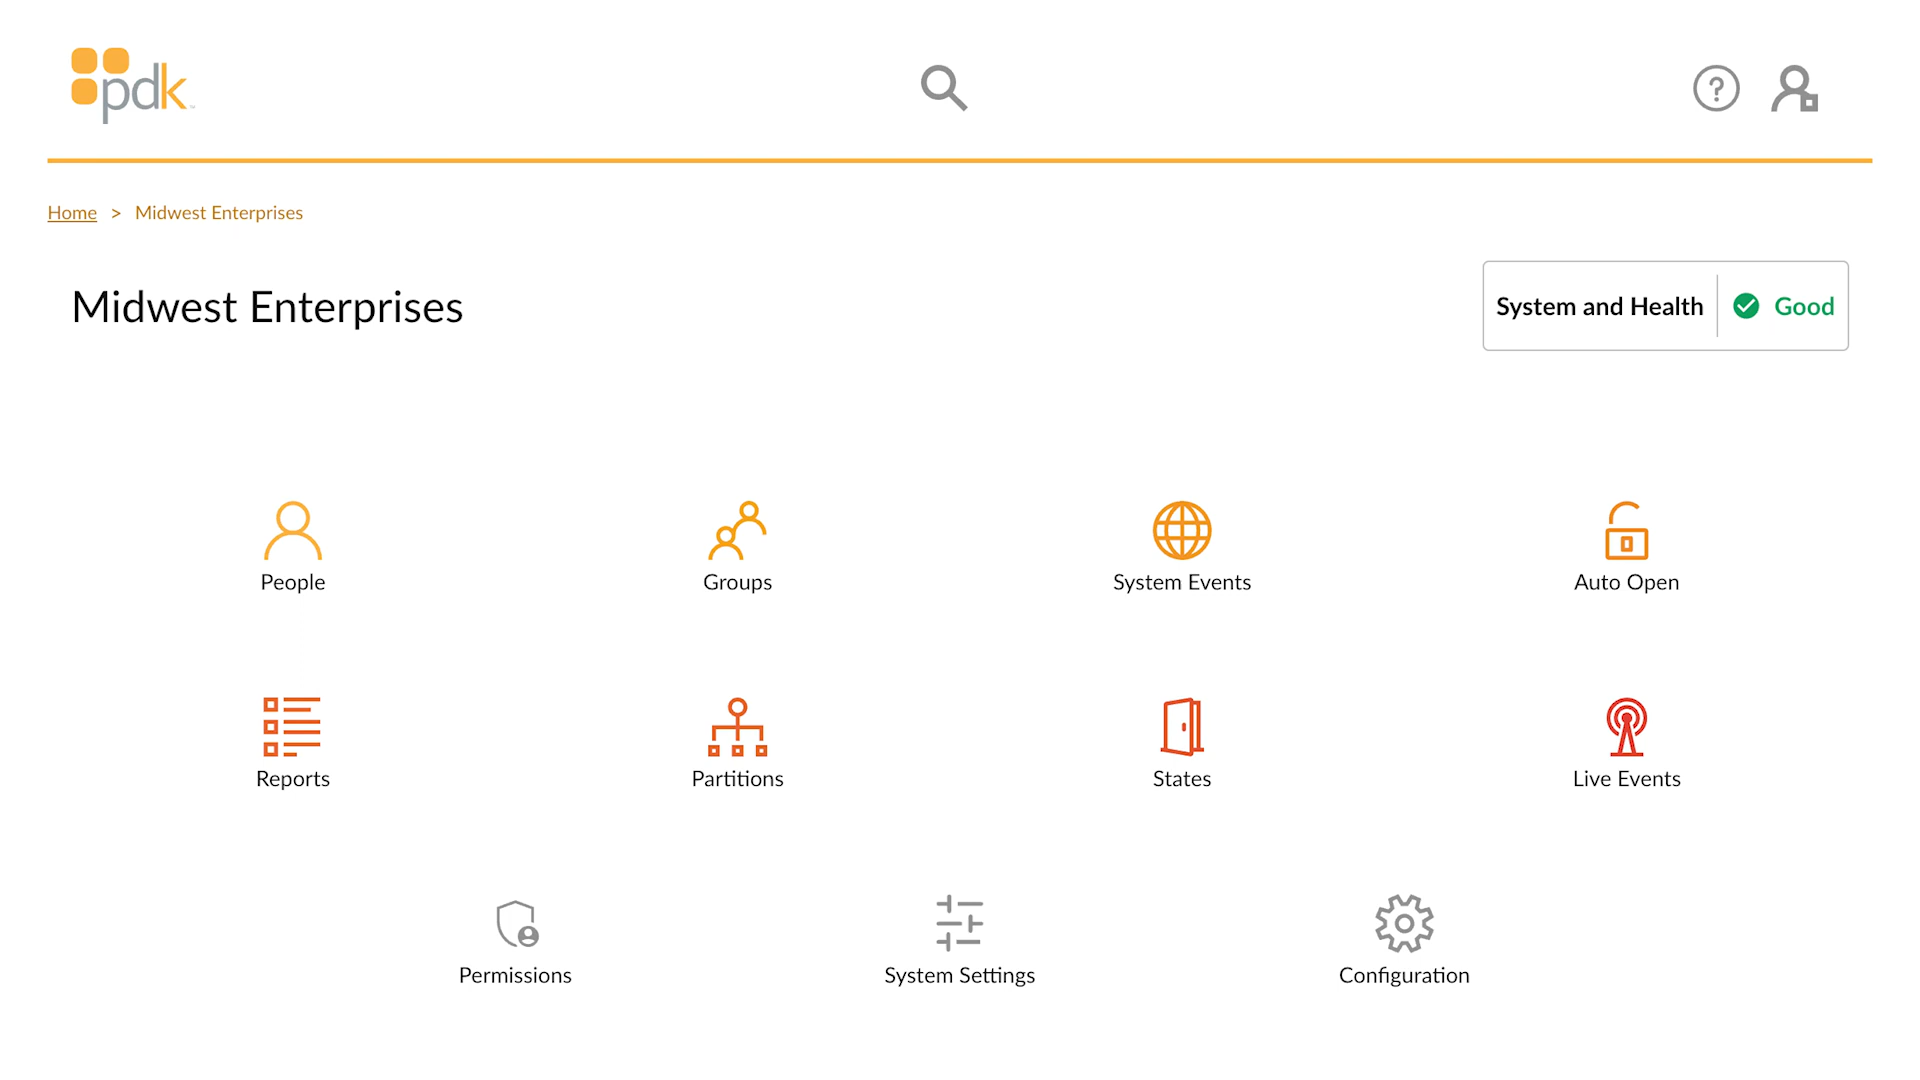 pdk
Home > Midwest Enterprises
Midwest Enterprises
System and Health Good
People Groups System Events Auto Open
Reports Partitions States Live Events
Permissions System Settings Configuration